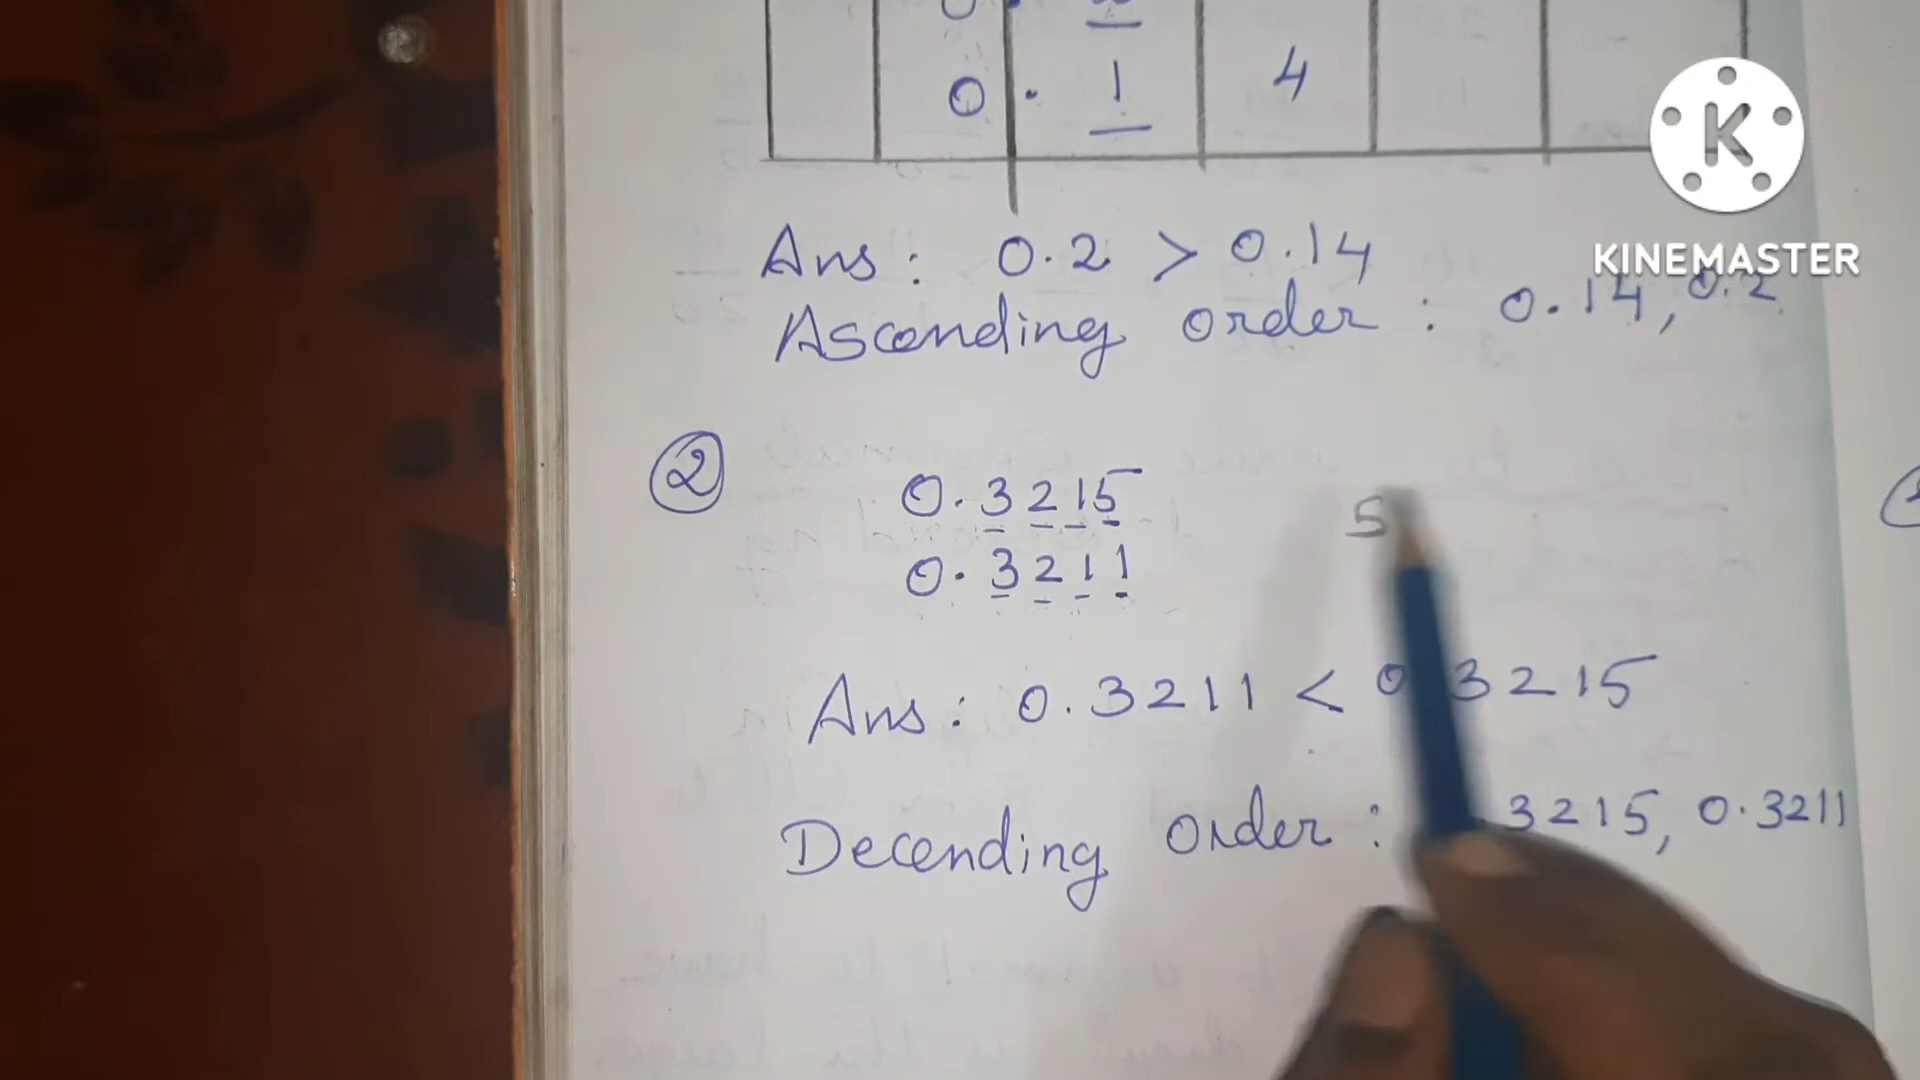 0 . 1 4
Ans : 0.2 > 0.14
Ascending order : 0.14, 0.2
2
0.3215
5
0.3211
Ans : 0.3211 < 0 3215
Decending order : 3215, 0.3211
K
KINEMASTER